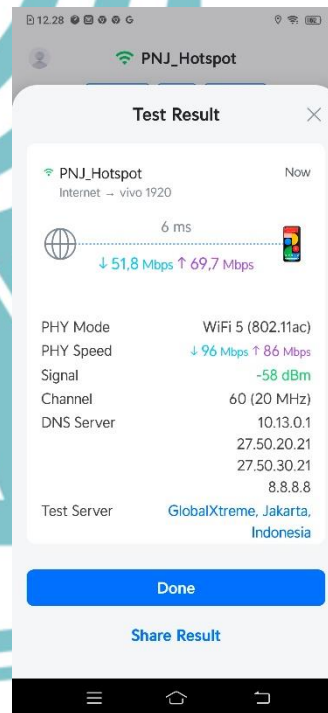 12.28
PNJ_Hotspot
Test Result
PNJ_Hotspot Now
Internet → vivo 1920
6 ms
↓ 51,8 Mbps ↑ 69,7 Mbps
PHY Mode WiFi 5 (802.11ac)
PHY Speed ↓ 96 Mbps ↑ 86 Mbps
Signal -58 dBm
Channel 60 (20 MHz)
DNS Server 10.13.0.1
27.50.20.21
27.50.30.21
8.8.8.8
Test Server GlobalXtreme, Jakarta,
Indonesia
Done
Share Result